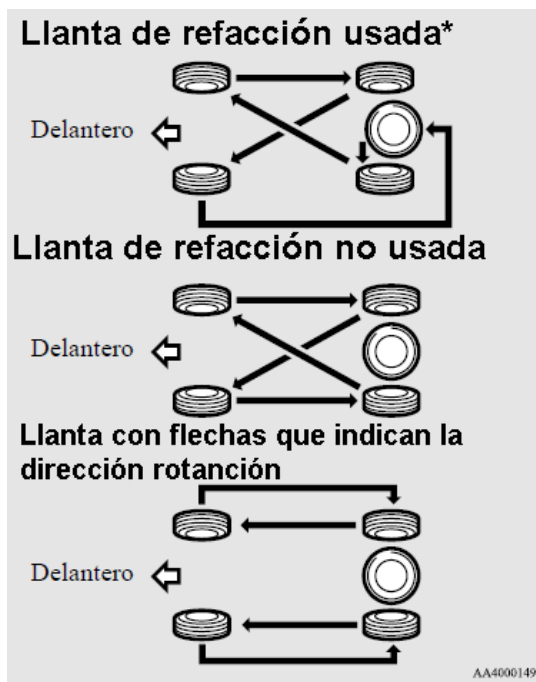 Llanta de refacción usada*
Delantero
Llanta de refacción no usada
Delantero
Llanta con flechas que indican la
dirección rotanción
Delantero
AA4000149